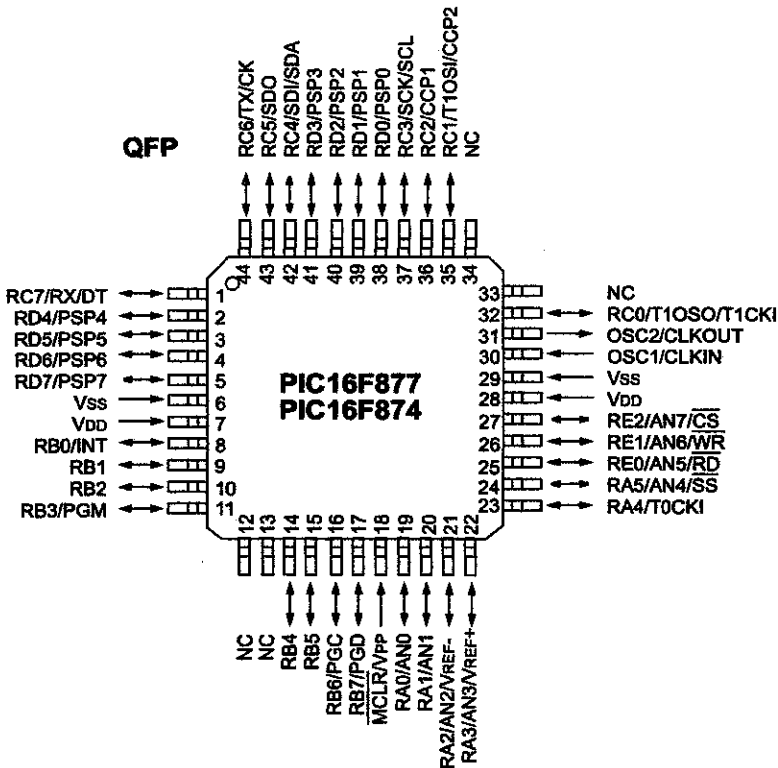 QFP
RC6/TX/CK
RC5/SDO
RC4/SDI/SDA
RD3/PSP3
RD2/PSP2
RD1/PSP1
RD0/PSP0
RC3/SCK/SCL
RC2/CCP1
RC1/T1OSI/CCP2
NC
44
43
42
41
40
39
38
37
36
35
34
RC7/RX/DT 1
RD4/PSP4 2
RD5/PSP5 3
RD6/PSP6 4
RD7/PSP7 5
VSS 6
VDD 7
RB0/INT 8
RB1 9
RB2 10
RB3/PGM 11
PIC16F877
PIC16F874
33 NC
32 RC0/T1OSO/T1CKI
31 OSC2/CLKOUT
30 OSC1/CLKIN
29 VSS
28 VDD
27 RE2/AN7/CS
26 RE1/AN6/WR
25 RE0/AN5/RD
24 RA5/AN4/SS
23 RA4/T0CKI
12
13
14
15
16
17
18
19
20
21
22
NC
NC
RB4
RB5
RB6/PGC
RB7/PGD
MCLR/VPP
RA0/AN0
RA1/AN1
RA2/AN2/VREF-
RA3/AN3/VREF+